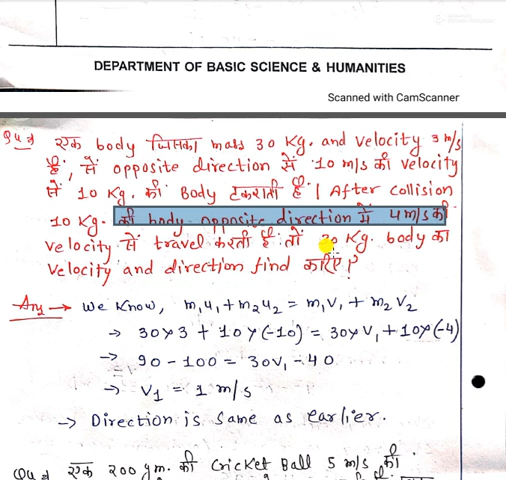 DEPARTMENT OF BASIC SCIENCE & HUMANITIES
Scanned with CamScanner
एक body जिसका mass 30 Kg. and velocity 3 m/s
है, से opposite direction से 10 m/s की velocity
से 10 Kg. की Body टकराती है। After collision
10 Kg. की body opposite direction में 4 m/s की
velocity से travel करती है तो 30 Kg. body का
velocity and direction find करिए?
Ans → We Know, m₁u₁ + m₂u₂ = m₁v₁ + m₂v₂
→ 30×3 + 10×(-10) = 30×v₁ + 10×(-4)
→ 90 - 100 = 30v₁ - 40
→ v₁ = 1 m/s
→ Direction is same as earlier.
एक 200 gm. की cricket Ball 5 m/s की